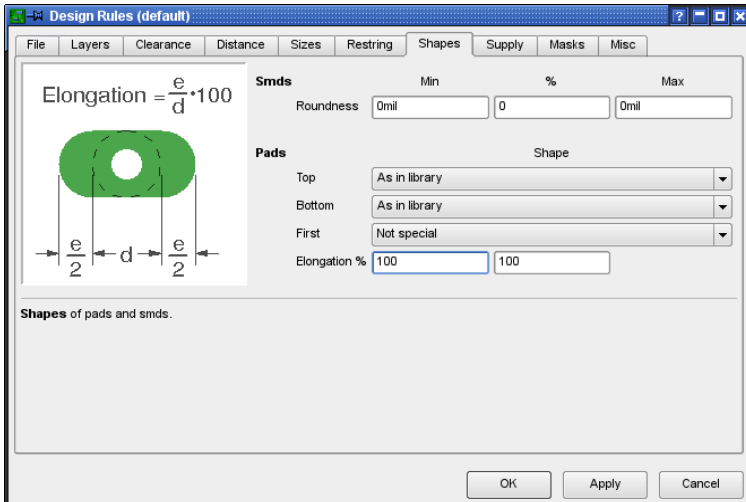 Design Rules (default)
File Layers Clearance Distance Sizes Restring Shapes Supply Masks Misc
Elongation = e/d · 100
e/2 d e/2
Smds Min % Max
Roundness 0mil 0 0mil
Pads Shape
Top As in library
Bottom As in library
First Not special
Elongation % 100 100
Shapes of pads and smds.
OK Apply Cancel